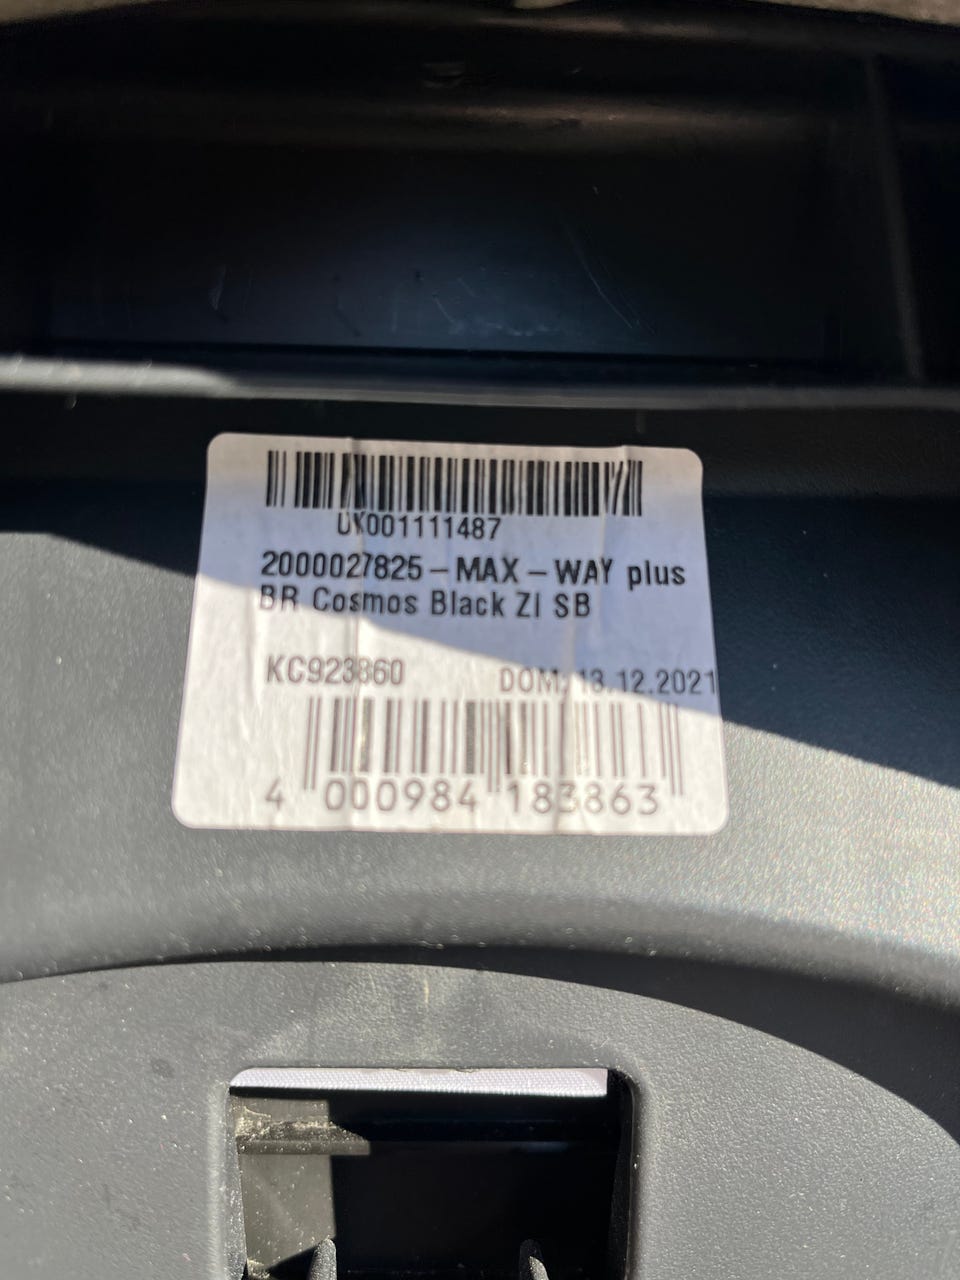 UK001111487
2000027825-MAX-WAY plus
BR Cosmos Black ZI SB
KC923860 DOM: 13.12.2021
4 000984 183863